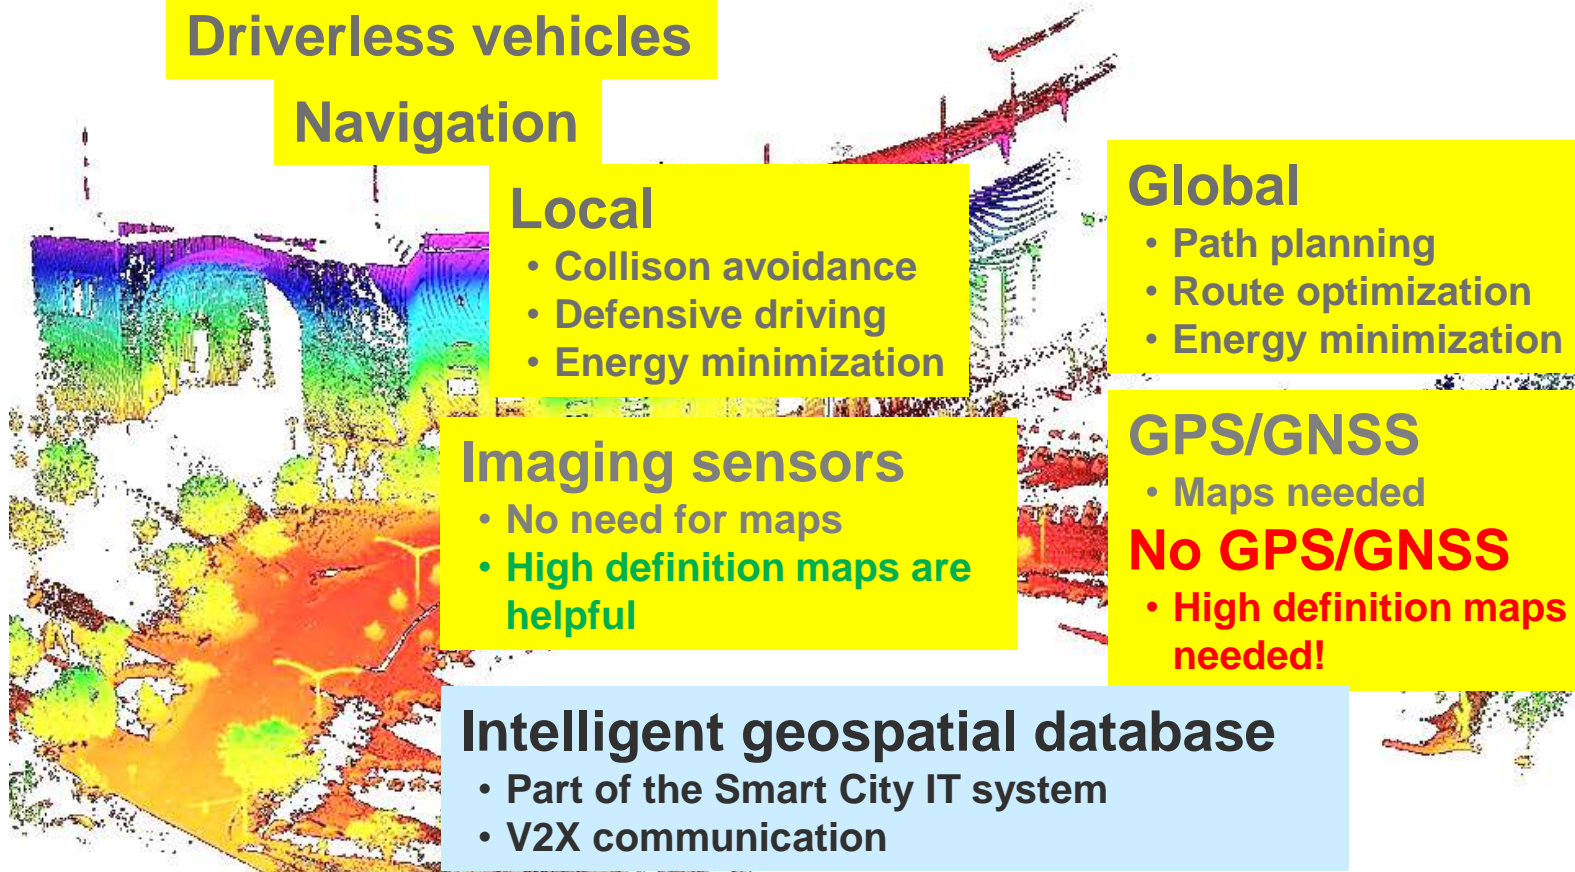 Driverless vehicles
Navigation
Local
• Collison avoidance
• Defensive driving
• Energy minimization
Global
• Path planning
• Route optimization
• Energy minimization
Imaging sensors
• No need for maps
• High definition maps are
helpful
GPS/GNSS
• Maps needed
No GPS/GNSS
• High definition maps
needed!
Intelligent geospatial database
• Part of the Smart City IT system
• V2X communication